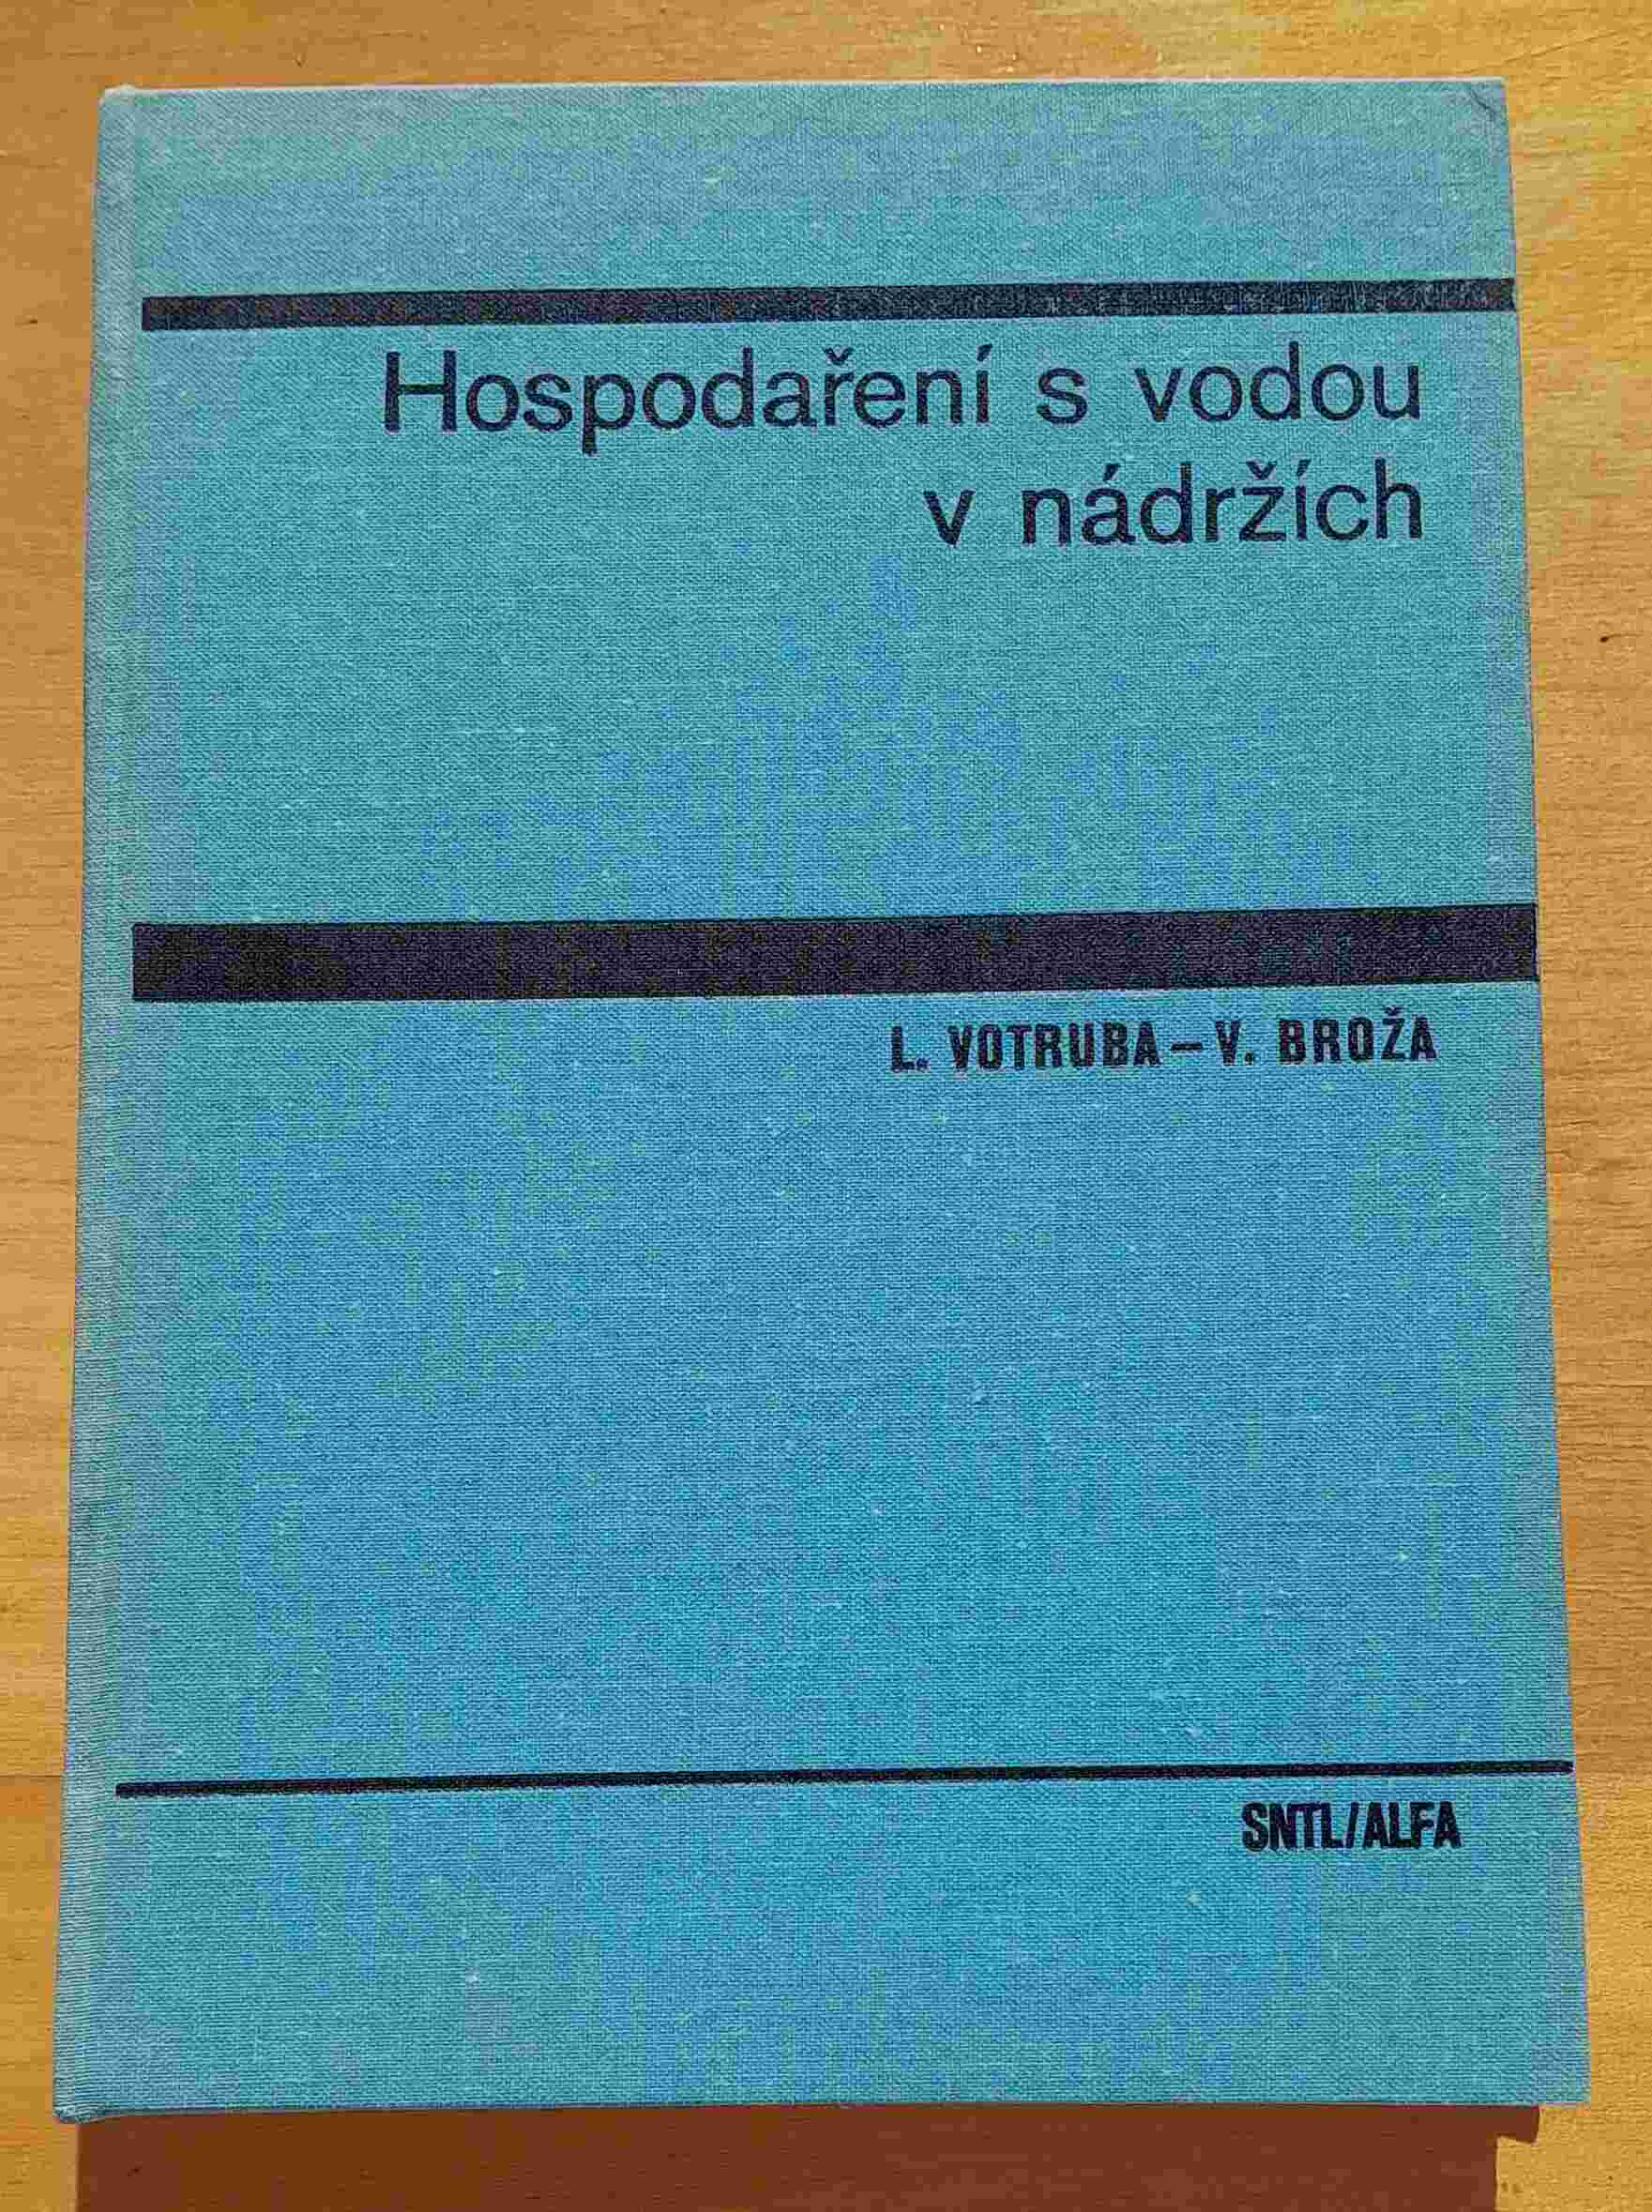 Hospodaření s vodou
v nádržích
L. VOTRUBA – V. BROŽA
SNTL/ALFA